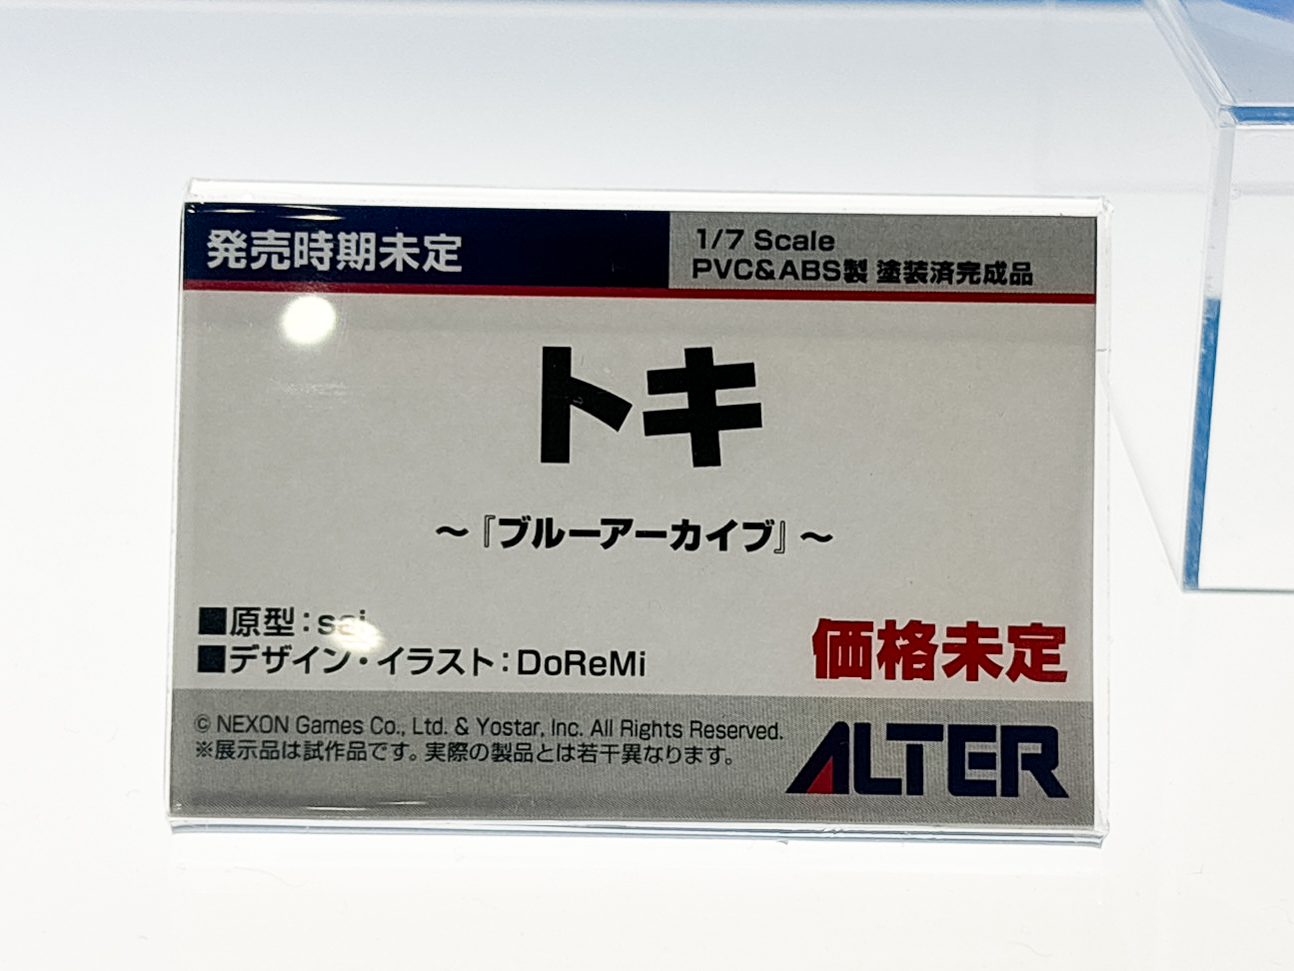 発売時期未定
1/7 Scale
PVC&ABS製 塗装済完成品
トキ
～『ブルーアーカイブ』～
■原型：sai
■デザイン・イラスト：DoReMi
価格未定
© NEXON Games Co., Ltd. & Yostar, Inc. All Rights Reserved.
※展示品は試作品です。実際の製品とは若干異なります。
ALTER